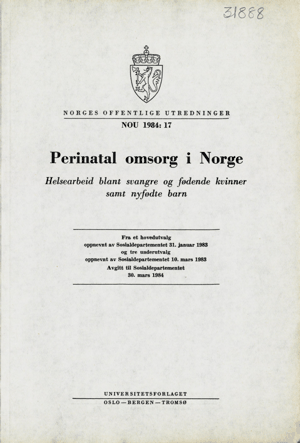 31888
NORGES OFFENTLIGE UTREDNINGER
NOU 1984: 17
Perinatal omsorg i Norge
Helsearbeid blant svangre og fødende kvinner
samt nyfødte barn
Fra et hovedutvalg
oppnevnt av Sosialdepartementet 31. januar 1983
og tre underutvalg
oppnevnt av Sosialdepartementet 10. mars 1983
Avgitt til Sosialdepartementet
30. mars 1984
UNIVERSITETSFORLAGET
OSLO — BERGEN — TROMSØ